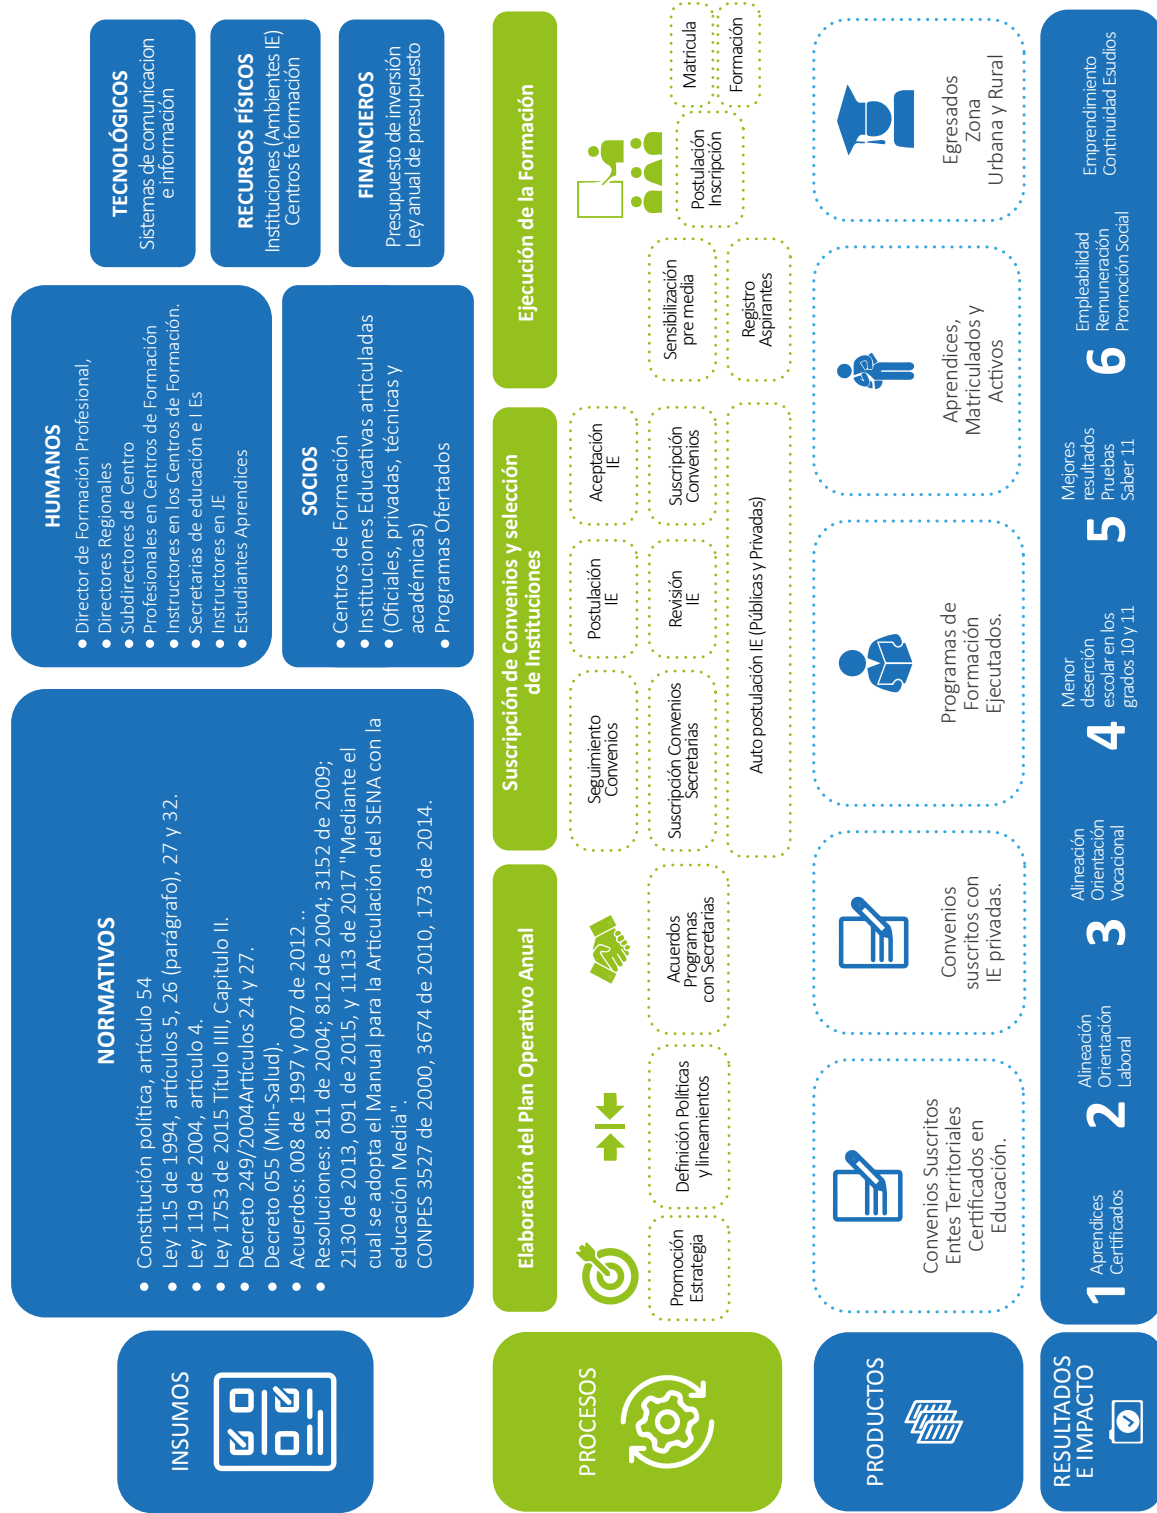 INSUMOS
NORMATIVOS
• Constitución política, artículo 54
• Ley 115 de 1994, artículos 5, 26 (parágrafo), 27 y 32.
• Ley 119 de 2004, artículo 4.
• Ley 1753 de 2015 Título IIII, Capitulo II.
• Decreto 249/2004Artículos 24 y 27.
• Decreto 055 (Min-Salud).
• Acuerdos: 008 de 1997 y 007 de 2012 . .
• Resoluciones: 811 de 2004; 812 de 2004; 3152 de 2009;
2130 de 2013, 091 de 2015, y 1113 de 2017 "Mediante el
cual se adopta el Manual para la Articulación del SENA con la
educación Media".
CONPES 3527 de 2000, 3674 de 2010, 173 de 2014.
HUMANOS
• Director de Formación Profesional,
• Directores Regionales
• Subdirectores de Centro
• Profesionales en Centros de Formación
• Instructores en los Centros de Formación.
• Secretarias de educación e I Es
• Instructores en JE
• Estudiantes Aprendices
SOCIOS
• Centros de Formación
• Instituciones Educativas articuladas
• (Oficiales, privadas, técnicas y
académicas)
• Programas Ofertados
TECNOLÓGICOS
Sistemas de comunicacion
e información
RECURSOS FÍSICOS
Instituciones (Ambientes IE)
Centros fe formación
FINANCIEROS
Presupuesto de inversión
Ley anual de presupuesto
PROCESOS
Elaboración del Plan Operativo Anual
Promoción
Estrategia
Definición Políticas
y lineamientos
Acuerdos
Programas
con Secretarias
Suscripción de Convenios y selección
de Instituciones
Seguimiento
Convenios
Postulación
IE
Aceptación
IE
Suscripción Convenios
Secretarias
Revisión
IE
Suscripción
Convenios
Auto postulación IE (Públicas y Privadas)
Ejecución de la Formación
Sensibilización
pre media
Registro
Aspirantes
Postulación
Inscripción
Matricula
Formación
PRODUCTOS
Convenios Suscritos
Entes Territoriales
Certificados en
Educación.
Convenios
suscritos con
IE privadas.
Programas de
Formación
Ejecutados.
Aprendices,
Matriculados y
Activos
Egresados
Zona
Urbana y Rural
RESULTADOS
E IMPACTO
1 Aprendices
Certificados
2 Alineación
Orientación
Laboral
3 Alineación
Orientación
Vocacional
4 Menor
deserción
escolar en los
grados 10 y 11
5 Mejores
resultados
Pruebas
Saber 11
6 Empleabilidad
Remuneración
Promoción Social
Emprendimiento
Continuidad Esudios